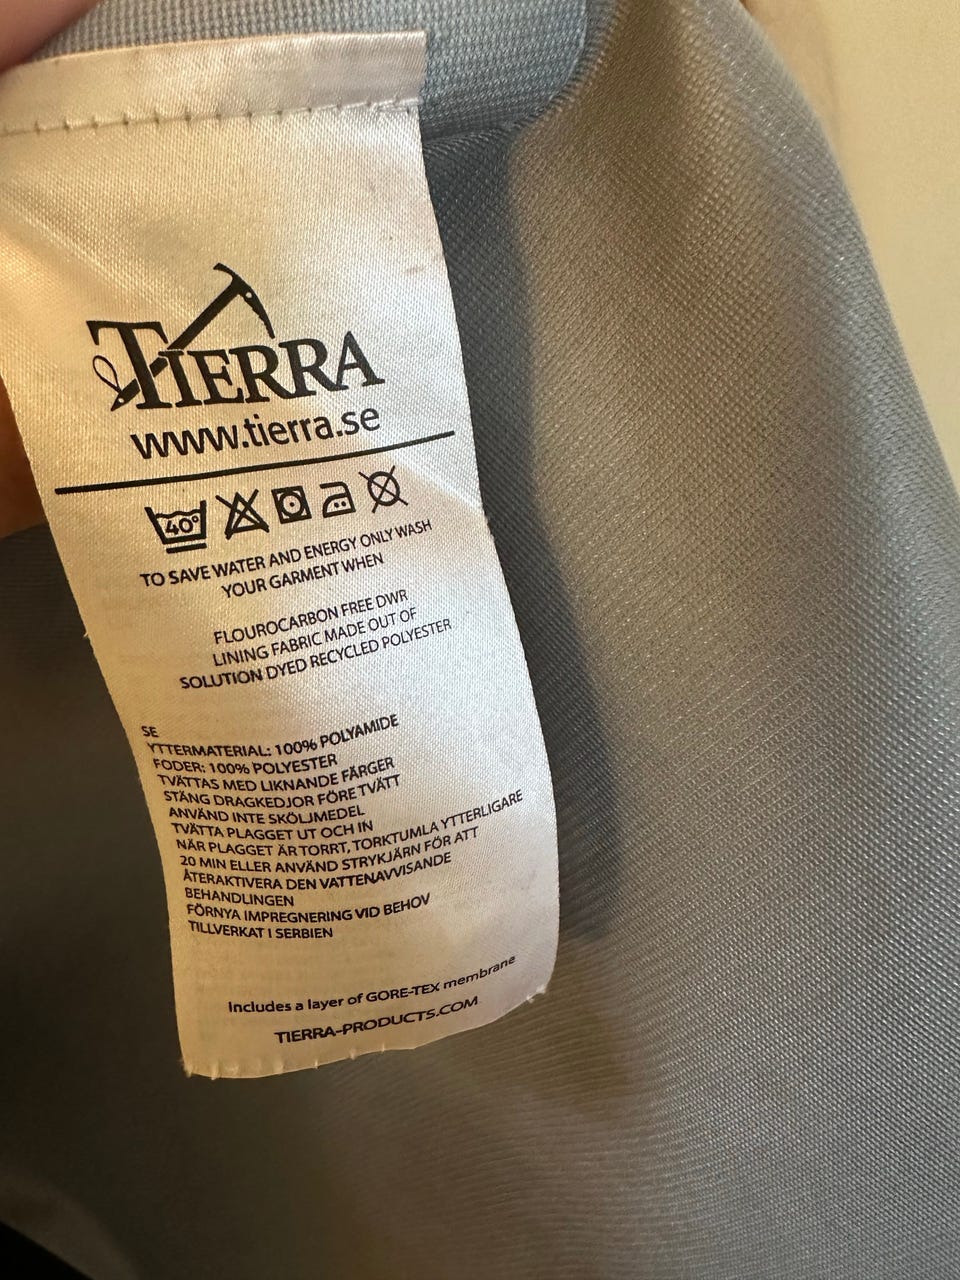 TIERRA
www.tierra.se
40°
TO SAVE WATER AND ENERGY ONLY WASH
YOUR GARMENT WHEN
FLOUROCARBON FREE DWR
LINING FABRIC MADE OUT OF
SOLUTION DYED RECYCLED POLYESTER
SE
YTTERMATERIAL: 100% POLYAMIDE
FODER: 100% POLYESTER
TVÄTTAS MED LIKNANDE FÄRGER
STÄNG DRAGKEDJOR FÖRE TVÄTT
ANVÄND INTE SKÖLJMEDEL
TVÄTTA PLAGGET UT OCH IN
NÄR PLAGGET ÄR TORRT, TORKTUMLA YTTERLIGARE
20 MIN ELLER ANVÄND STRYKJÄRN FÖR ATT
ÅTERAKTIVERA DEN VATTENAVVISANDE
BEHANDLINGEN
FÖRNYA IMPREGNERING VID BEHOV
TILLVERKAT I SERBIEN
Includes a layer of GORE-TEX membrane
TIERRA-PRODUCTS.COM